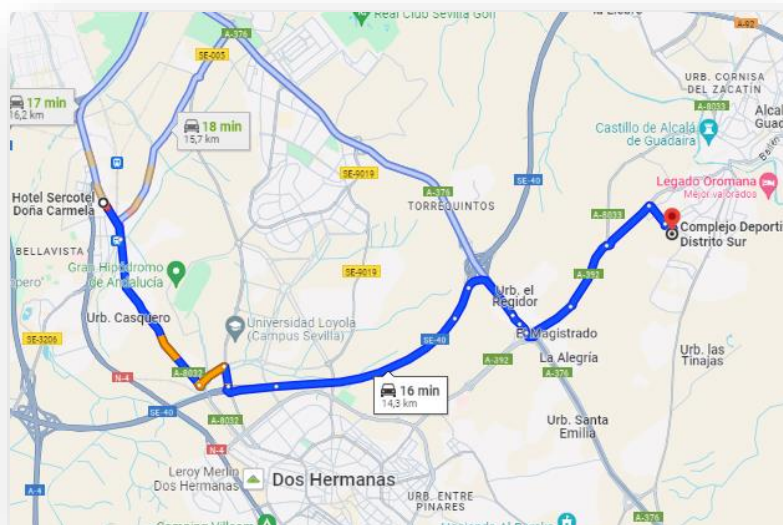 Real Club Sevilla Golf
A-376
A-92
SE-005
URB. CORNISA
DEL ZACATÍN
A-8033
17 min
16,2 km
18 min
15,7 km
Castillo de Alcalá
de Guadaíra
SE-40
SE-9019
A-376
TORREQUINTOS
Legado Oromana
Mejor valorados
Hotel Sercotel
Doña Carmela
A-8033
Complejo Deporti
Distrito Sur
BELLAVISTA
Gran Hipódromo
de Andalucía
SE-9019
A-392
Urb. el
Regidor
Urb. Casquero
Universidad Loyola
(Campus Sevilla)
SE-3206
SE-40
El Magistrado
La Alegría
Urb. las
Tinajas
N-4
A-8032
A-392
A-376
16 min
14,3 km
SE-40
A-8032
Urb. Santa
Emilia
N-4
Leroy Merlin
Dos Hermanas
Dos Hermanas
A-4
URB. ENTRE
PINARES